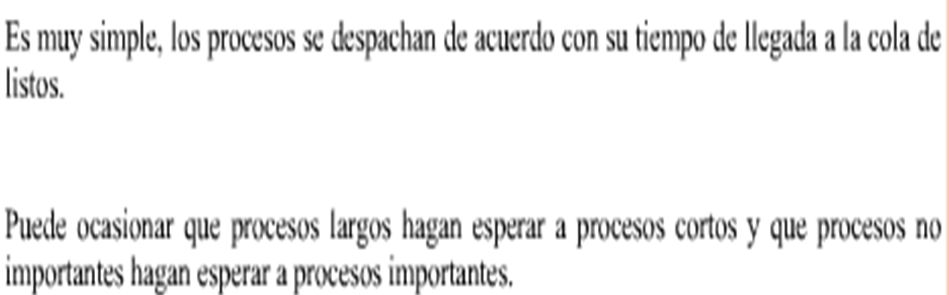 Es muy simple, los procesos se despachan de acuerdo con su tiempo de llegada a la cola de
listos.
Puede ocasionar que procesos largos hagan esperar a procesos cortos y que procesos no
importantes hagan esperar a procesos importantes.